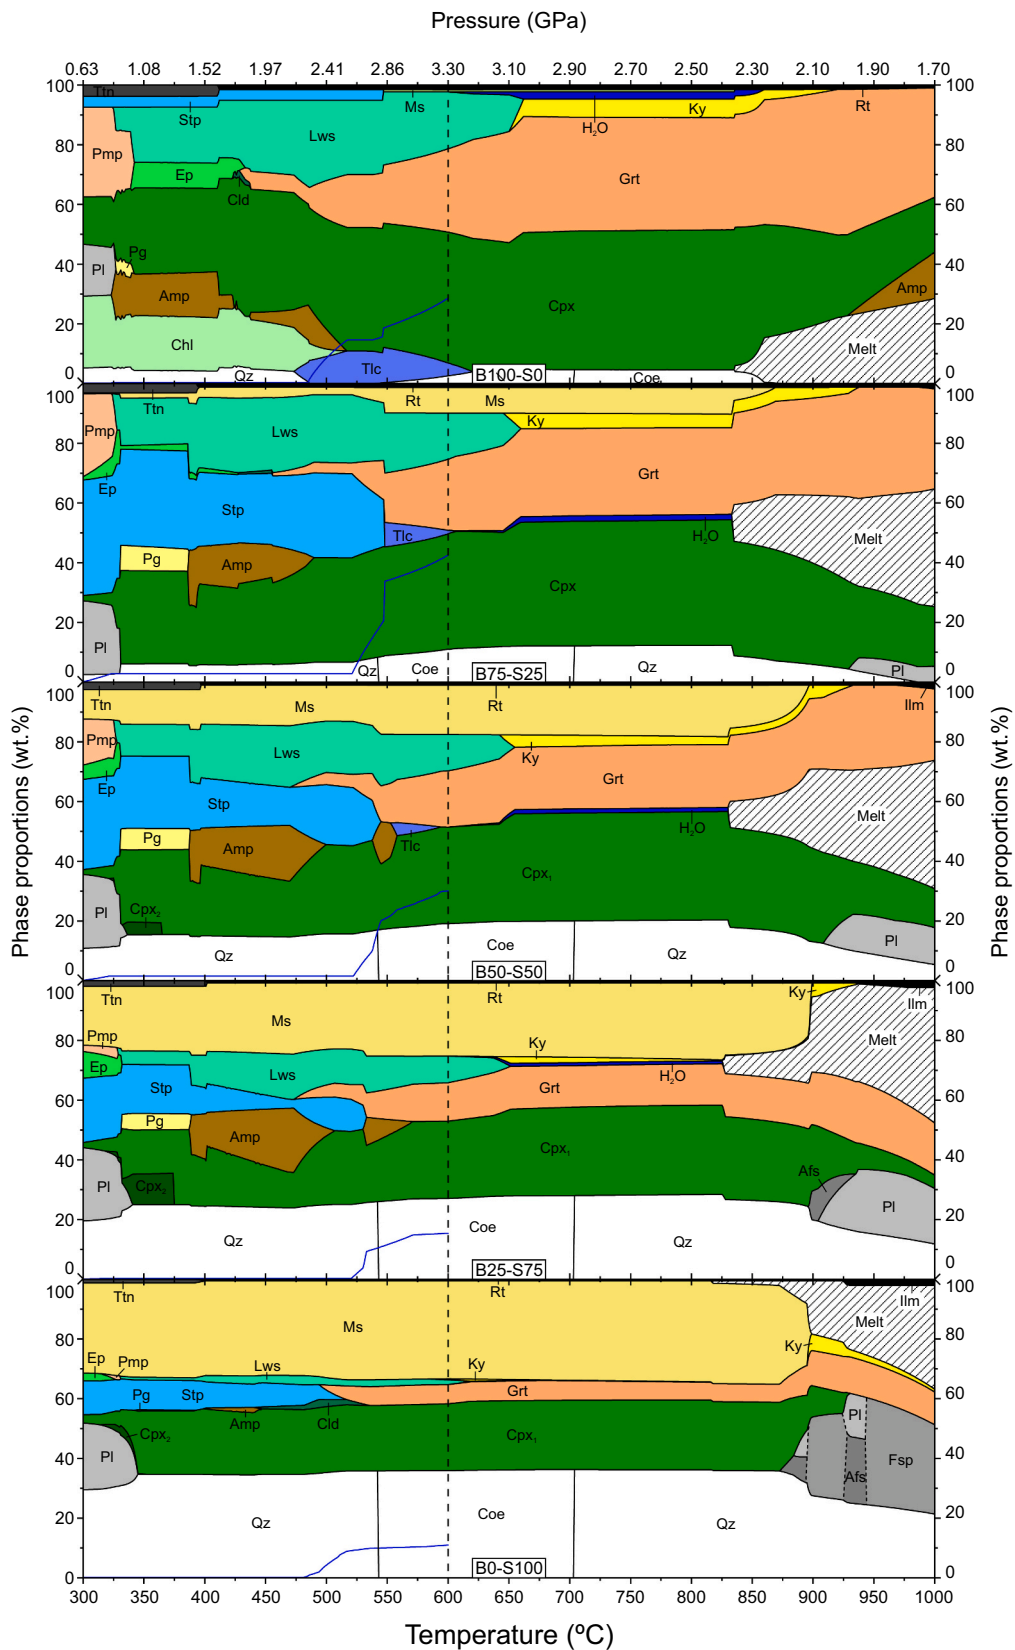 Pressure (GPa)
0.63 1.08 1.52 1.97 2.41 2.86 3.30 3.10 2.90 2.70 2.50 2.30 2.10 1.90 1.70
100 Ttn Ms 100
Stp H₂O Ky Rt
80 Pmp Lws 80
Ep Grt
60 Cld 60
Pg
40 Pl 40
Amp Cpx Amp
20 20
Chl Melt
Tlc
0 Qz B100-S0 Coe 0
100 Ttn Rt Ms 100
Pmp Lws Ky
80 80
Ep Grt
60 Stp 60
Tlc H₂O Melt
40 Pg Amp 40
Cpx
20 20
Pl
0 Qz Coe B75-S25 Qz Pl 0
100 Ttn Ms Rt Ilm 100
Pmp Lws Ky
80 80
Ep Stp Grt
60 60
Pg Amp Tlc H₂O Melt
40 40
Cpx₁
Pl Cpx₂
20 20
Qz Coe Qz Pl
0 B50-S50 0
100 Ttn Rt Ky Ilm 100
Ms
Pmp Ky Melt
80 80
Ep Stp Lws Grt H₂O
60 60
Pg Amp
Cpx₁
40 40
Pl Cpx₂ Afs Pl
20 20
Qz Coe Qz
0 B25-S75 0
100 Ttn Rt Ilm 100
Ms Melt
80 80
Ep Pmp Lws Ky Ky
60 Pg Stp Grt 60
Amp Cld Pl
Cpx₂ Cpx₁
40 Pl Afs Fsp 40
20 20
Qz Coe Qz
0 B0-S100 0
300 350 400 450 500 550 600 650 700 750 800 850 900 950 1000
Temperature (ºC)
Phase proportions (wt.%)
Phase proportions (wt.%)